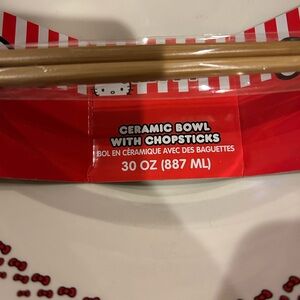 CERAMIC BOWL
WITH CHOPSTICKS
BOL EN CÉRAMIQUE AVEC DES BAGUETTES
30 OZ (887 ML)